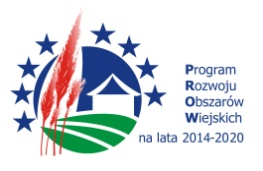 Program
Rozwoju
Obszarów
Wiejskich
na lata 2014-2020